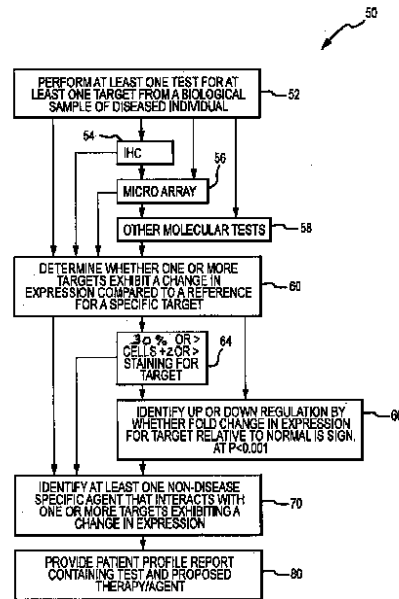 50
PERFORM AT LEAST ONE TEST FOR AT
LEAST ONE TARGET FROM A BIOLOGICAL
SAMPLE OF DISEASED INDIVIDUAL
52
54
IHC
56
MICRO ARRAY
OTHER MOLECULAR TESTS
58
DETERMINE WHETHER ONE OR MORE
TARGETS EXHIBIT A CHANGE IN
EXPRESSION COMPARED TO A REFERENCE
FOR A SPECIFIC TARGET
60
30% OR >
CELLS +2 OR >
STAINING FOR
TARGET
64
IDENTIFY UP OR DOWN REGULATION BY
WHETHER FOLD CHANGE IN EXPRESSION
FOR TARGET RELATIVE TO NORMAL IS SIGN.
AT P<0.001
66
IDENTIFY AT LEAST ONE NON-DISEASE
SPECIFIC AGENT THAT INTERACTS WITH
ONE OR MORE TARGETS EXHIBITING A
CHANGE IN EXPRESSION
70
PROVIDE PATIENT PROFILE REPORT
CONTAINING TEST AND PROPOSED
THERAPY/AGENT
80